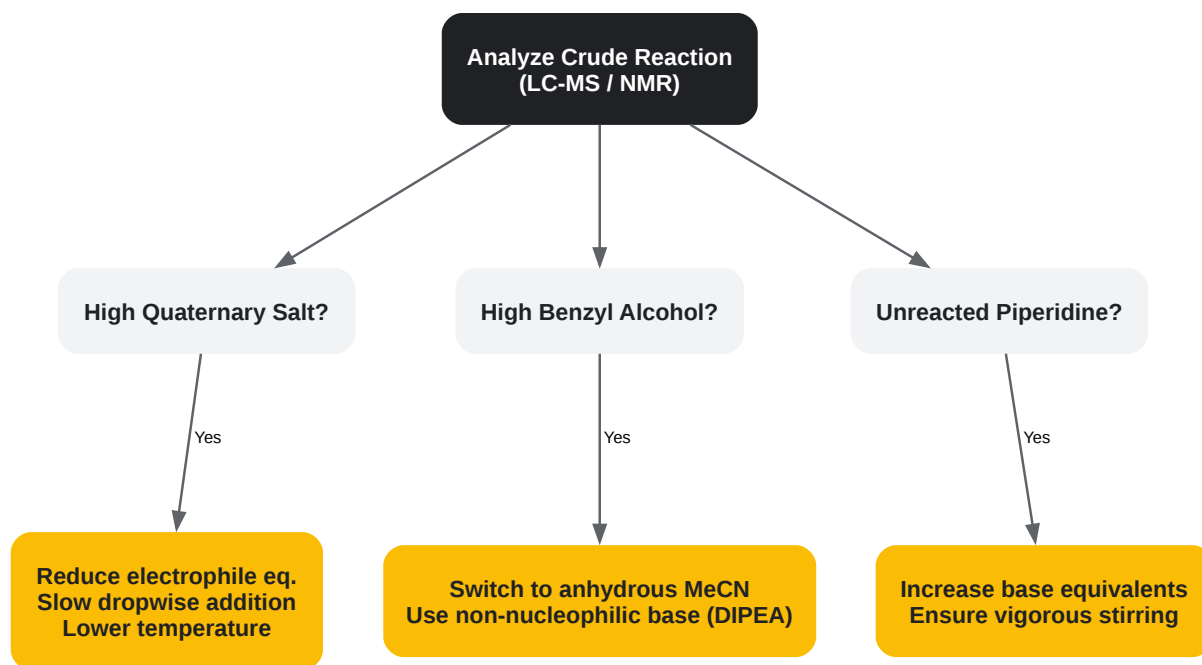 Analyze Crude Reaction
(LC-MS / NMR)
High Quaternary Salt?
High Benzyl Alcohol?
Unreacted Piperidine?
Yes
Yes
Yes
Reduce electrophile eq.
Slow dropwise addition
Lower temperature
Switch to anhydrous MeCN
Use non-nucleophilic base (DIPEA)
Increase base equivalents
Ensure vigorous stirring